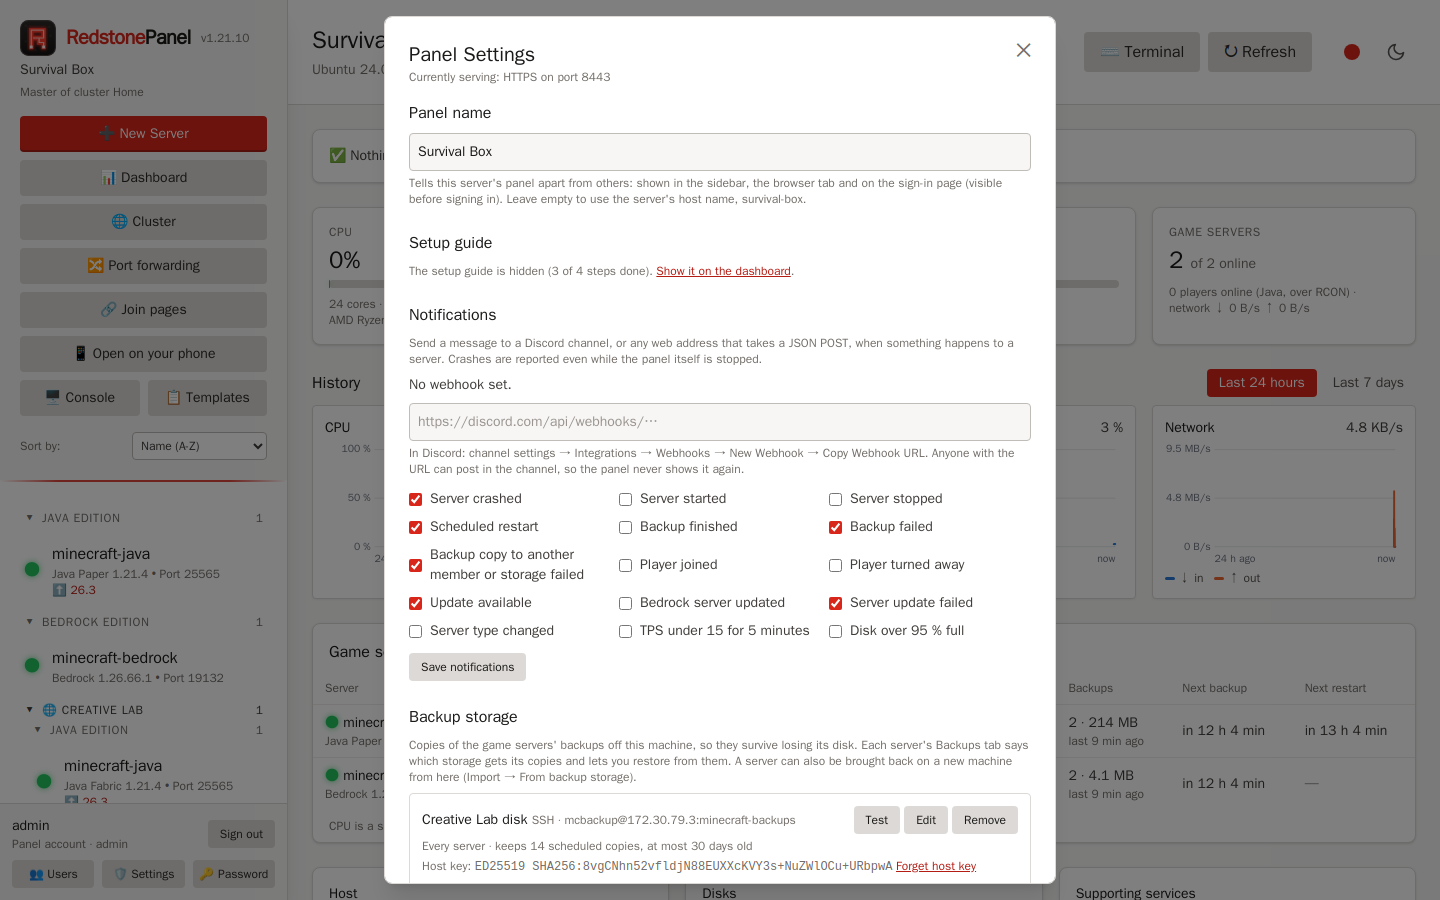 RedstonePanel v1.21.10
Survival Box
Master of cluster Home
➕ New Server
📊 Dashboard
🌐 Cluster
🔀 Port forwarding
🔗 Join pages
📱 Open on your phone
🖥️ Console
📋 Templates
Sort by:
Name (A-Z)
▼ JAVA EDITION 1
minecraft-java
Java Paper 1.21.4 • Port 25565
⬆️ 26.3
▼ BEDROCK EDITION 1
minecraft-bedrock
Bedrock 1.26.66.1 • Port 19132
▼ 🌐 CREATIVE LAB 1
▼ JAVA EDITION 1
minecraft-java
Java Fabric 1.21.4 • Port 25565
⬆️ 26.3
admin
Panel account · admin
Sign out
👥 Users
🛡️ Settings
🔑 Password
Surviva
Ubuntu 24.0
Terminal
Refresh
✅ Nothin
CPU
0%
24 cores ·
AMD Ryzen
GAME SERVERS
2 of 2 online
0 players online (Java, over RCON) ·
network ↓ 0 B/s ↑ 0 B/s
History
Last 24 hours
Last 7 days
CPU
3 %
100 %
50 %
0 %
24
now
Network
4.8 KB/s
9.5 MB/s
4.8 MB/s
0 B/s
24 h ago
now
↓ in ↑ out
Game se
Server
Backups
Next backup
Next restart
minecr
Java Paper
2 · 214 MB
last 9 min ago
in 12 h 4 min
in 13 h 4 min
minecr
Bedrock 1.2
2 · 4.1 MB
last 9 min ago
in 12 h 4 min
—
CPU is a s
Host
Disks
Supporting services
Panel Settings
Currently serving: HTTPS on port 8443
Panel name
Survival Box
Tells this server's panel apart from others: shown in the sidebar, the browser tab and on the sign-in page (visible
before signing in). Leave empty to use the server's host name, survival-box.
Setup guide
The setup guide is hidden (3 of 4 steps done). Show it on the dashboard.
Notifications
Send a message to a Discord channel, or any web address that takes a JSON POST, when something happens to a
server. Crashes are reported even while the panel itself is stopped.
No webhook set.
https://discord.com/api/webhooks/···
In Discord: channel settings → Integrations → Webhooks → New Webhook → Copy Webhook URL. Anyone with the
URL can post in the channel, so the panel never shows it again.
Server crashed
Server started
Server stopped
Scheduled restart
Backup finished
Backup failed
Backup copy to another
member or storage failed
Player joined
Player turned away
Update available
Bedrock server updated
Server update failed
Server type changed
TPS under 15 for 5 minutes
Disk over 95 % full
Save notifications
Backup storage
Copies of the game servers' backups off this machine, so they survive losing its disk. Each server's Backups tab says
which storage gets its copies and lets you restore from them. A server can also be brought back on a new machine
from here (Import → From backup storage).
Creative Lab disk SSH · mcbackup@172.30.79.3:minecraft-backups
Test
Edit
Remove
Every server · keeps 14 scheduled copies, at most 30 days old
Host key: ED25519 SHA256:8vgCNhn52vfldjN88EUXXcKVY3s+NuZWlOCu+URbpwA Forget host key